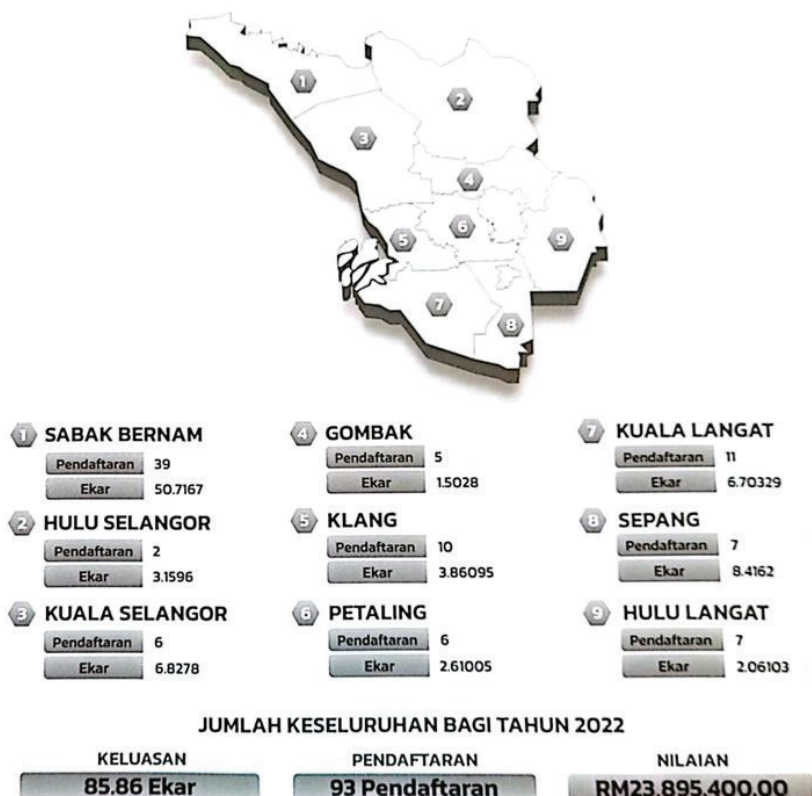 1
2
3
4
5
6
7
8
9
1 SABAK BERNAM
Pendaftaran 39
Ekar 50.7167
2 HULU SELANGOR
Pendaftaran 2
Ekar 3.1596
3 KUALA SELANGOR
Pendaftaran 6
Ekar 6.8278
4 GOMBAK
Pendaftaran 5
Ekar 1.5028
5 KLANG
Pendaftaran 10
Ekar 3.86095
6 PETALING
Pendaftaran 6
Ekar 2.61005
7 KUALA LANGAT
Pendaftaran 11
Ekar 6.70329
8 SEPANG
Pendaftaran 7
Ekar 8.4162
9 HULU LANGAT
Pendaftaran 7
Ekar 2.06103
JUMLAH KESELURUHAN BAGI TAHUN 2022
KELUASAN
85.86 Ekar
PENDAFTARAN
93 Pendaftaran
NILAIAN
RM23,895,400.00